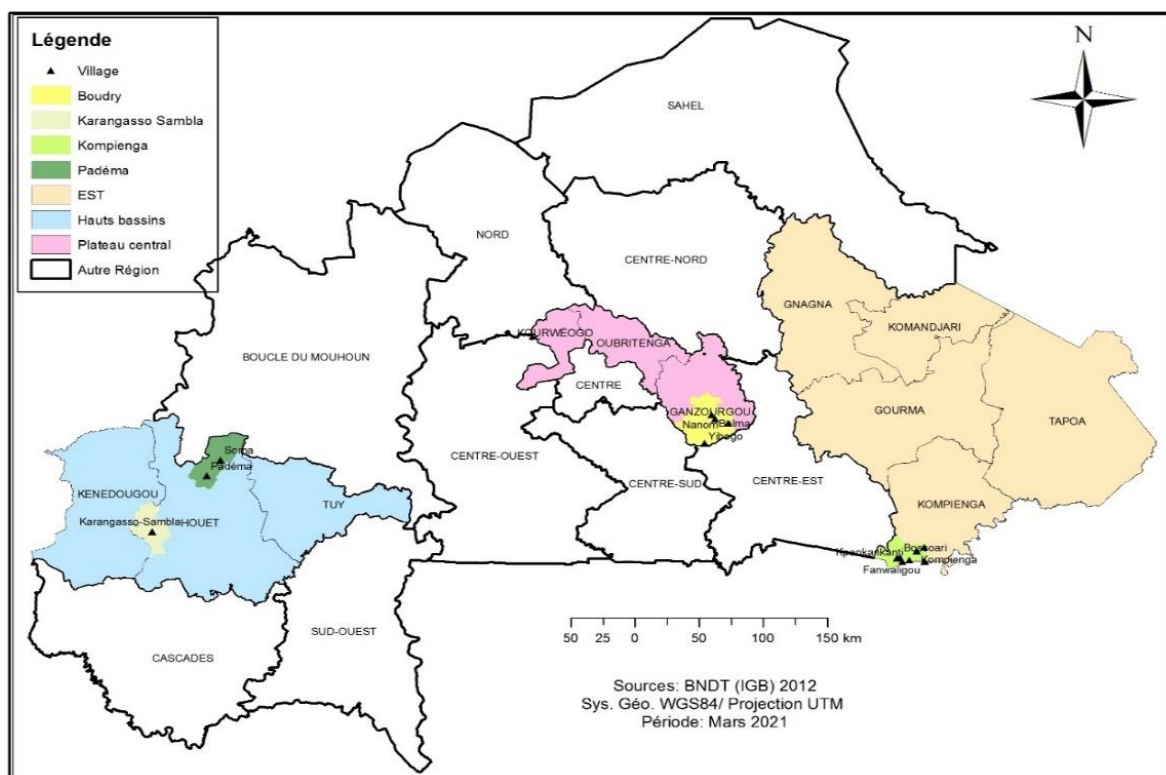 Légende
Village
Boudry
Karangasso Sambla
Kompienga
Padéma
EST
Hauts bassins
Plateau central
Autre Région
N
SAHEL
NORD
CENTRE-NORD
GNAGNA
KOMANDJARI
KOURWÉOGO
OUBRITENGA
BOUCLE DU MOUHOUN
CENTRE
GANZOURGOU
GOURMA
TAPOA
Nanom
Balma
Yibogo
Padéma
CENTRE-OUEST
CENTRE-SUD
CENTRE-EST
KENEDOUGOU
TUY
KOMPIENGA
Karangasso-Sambla
HOUET
Kompienga
Fanwaligou
SUD-OUEST
CASCADES
50 25 0 50 100 150 km
Sources: BNDT (IGB) 2012
Sys. Géo. WGS84/ Projection UTM
Période: Mars 2021